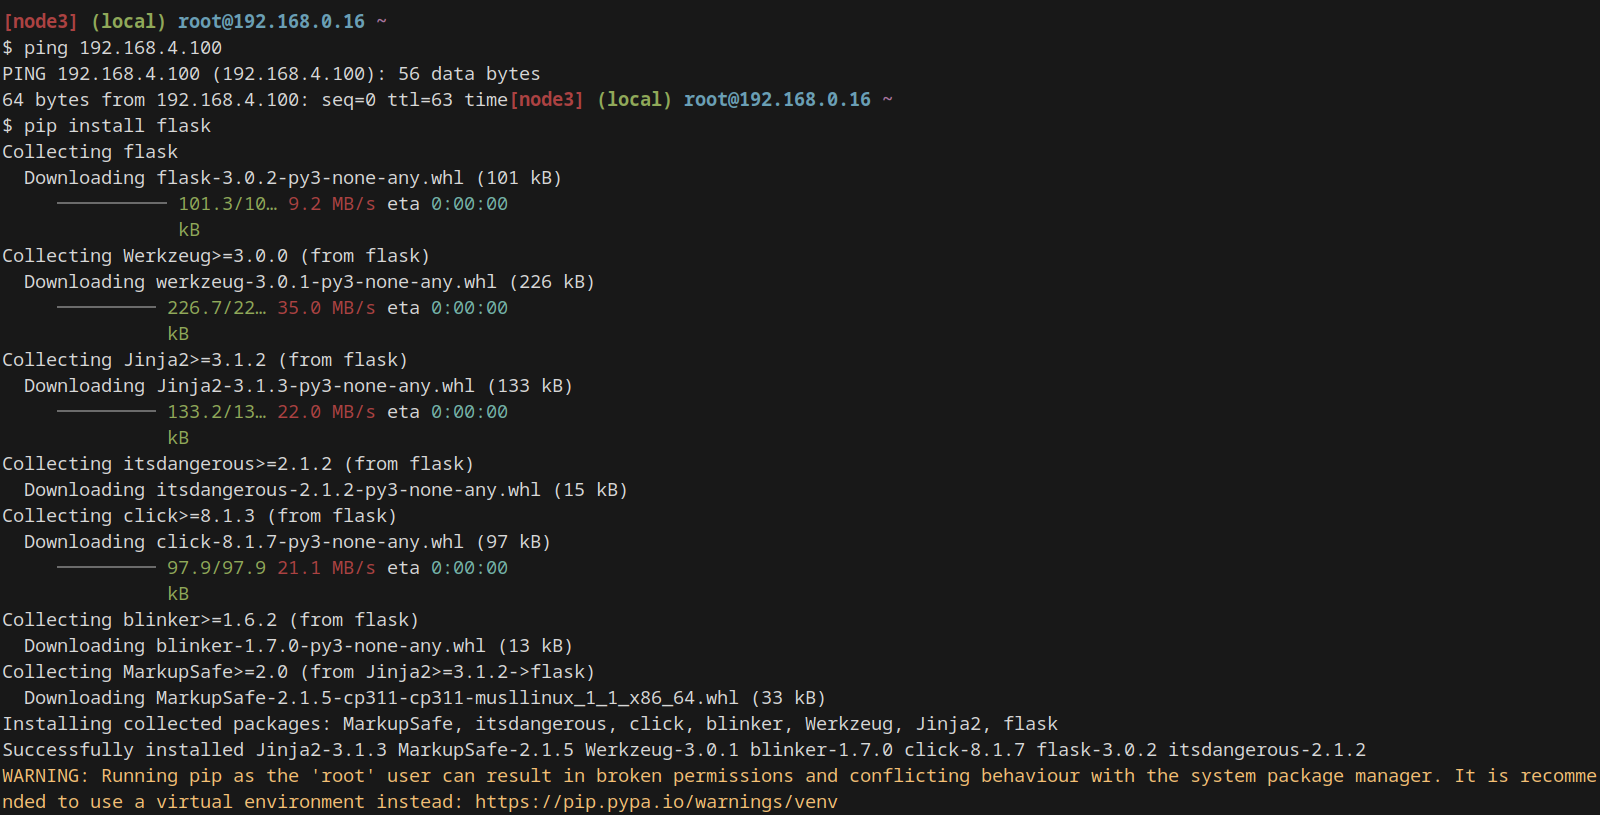 [node3] (local) root@192.168.0.16 ~
$ ping 192.168.4.100
PING 192.168.4.100 (192.168.4.100): 56 data bytes
64 bytes from 192.168.4.100: seq=0 ttl=63 time[node3] (local) root@192.168.0.16 ~
$ pip install flask
Collecting flask
  Downloading flask-3.0.2-py3-none-any.whl (101 kB)
     ━━━━━━━━━━ 101.3/10… 9.2 MB/s eta 0:00:00
                kB
Collecting Werkzeug>=3.0.0 (from flask)
  Downloading werkzeug-3.0.1-py3-none-any.whl (226 kB)
     ━━━━━━━━━ 226.7/22… 35.0 MB/s eta 0:00:00
               kB
Collecting Jinja2>=3.1.2 (from flask)
  Downloading Jinja2-3.1.3-py3-none-any.whl (133 kB)
     ━━━━━━━━━ 133.2/13… 22.0 MB/s eta 0:00:00
               kB
Collecting itsdangerous>=2.1.2 (from flask)
  Downloading itsdangerous-2.1.2-py3-none-any.whl (15 kB)
Collecting click>=8.1.3 (from flask)
  Downloading click-8.1.7-py3-none-any.whl (97 kB)
     ━━━━━━━━━ 97.9/97.9 21.1 MB/s eta 0:00:00
               kB
Collecting blinker>=1.6.2 (from flask)
  Downloading blinker-1.7.0-py3-none-any.whl (13 kB)
Collecting MarkupSafe>=2.0 (from Jinja2>=3.1.2->flask)
  Downloading MarkupSafe-2.1.5-cp311-cp311-musllinux_1_1_x86_64.whl (33 kB)
Installing collected packages: MarkupSafe, itsdangerous, click, blinker, Werkzeug, Jinja2, flask
Successfully installed Jinja2-3.1.3 MarkupSafe-2.1.5 Werkzeug-3.0.1 blinker-1.7.0 click-8.1.7 flask-3.0.2 itsdangerous-2.1.2
WARNING: Running pip as the 'root' user can result in broken permissions and conflicting behaviour with the system package manager. It is recomme
nded to use a virtual environment instead: https://pip.pypa.io/warnings/venv